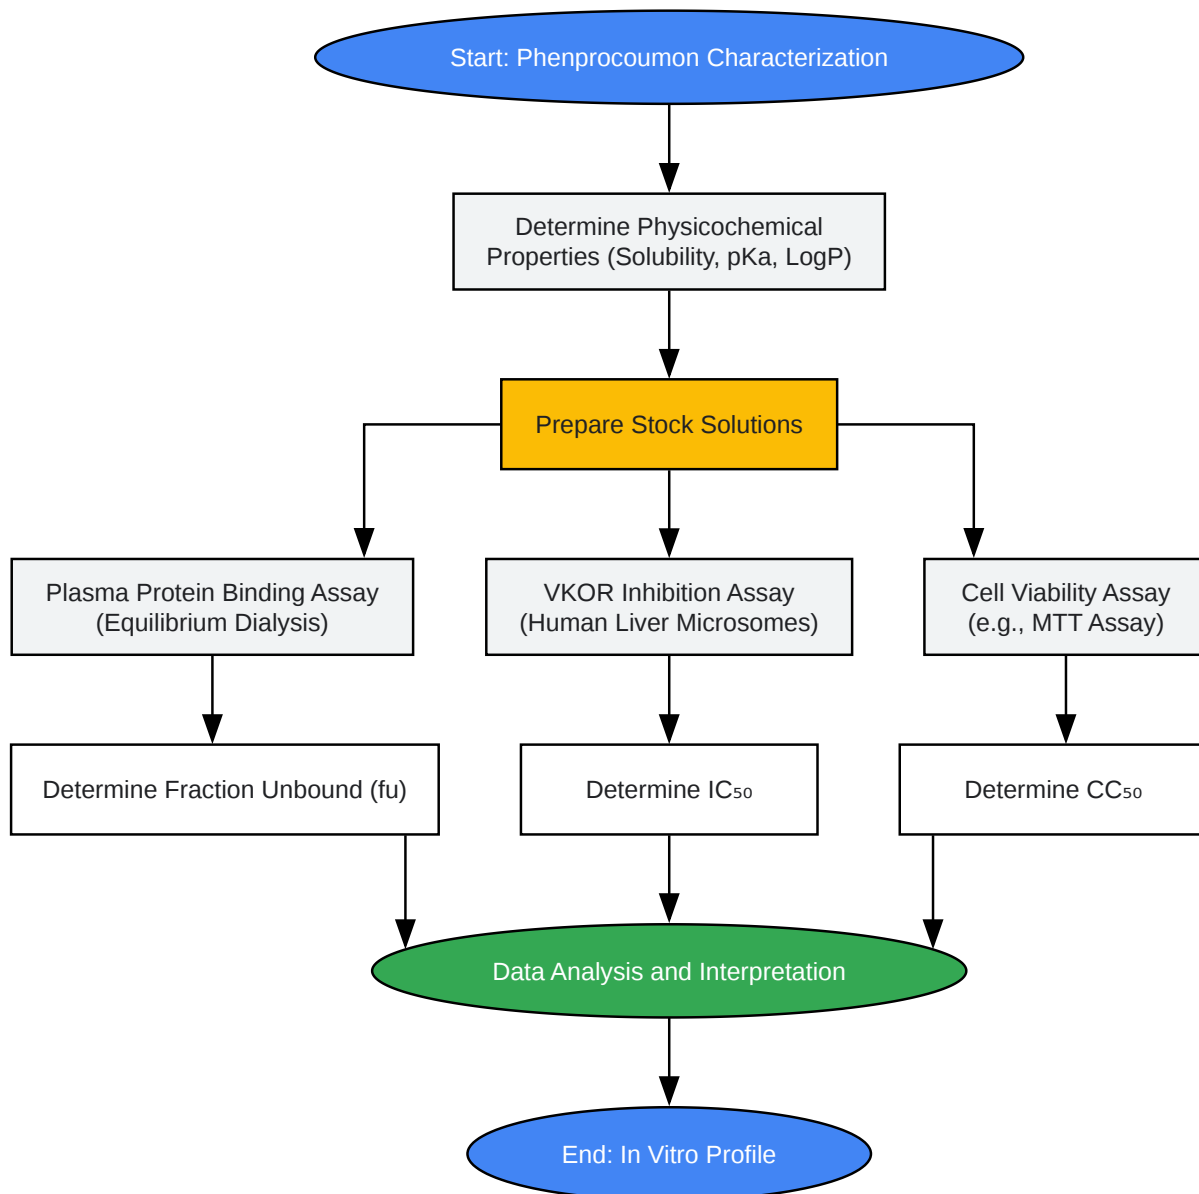 Start: Phenprocoumon Characterization
Determine Physicochemical
Properties (Solubility, pKa, LogP)
Prepare Stock Solutions
Plasma Protein Binding Assay
(Equilibrium Dialysis)
VKOR Inhibition Assay
(Human Liver Microsomes)
Cell Viability Assay
(e.g., MTT Assay)
Determine Fraction Unbound (fu)
Determine IC₅₀
Determine CC₅₀
Data Analysis and Interpretation
End: In Vitro Profile